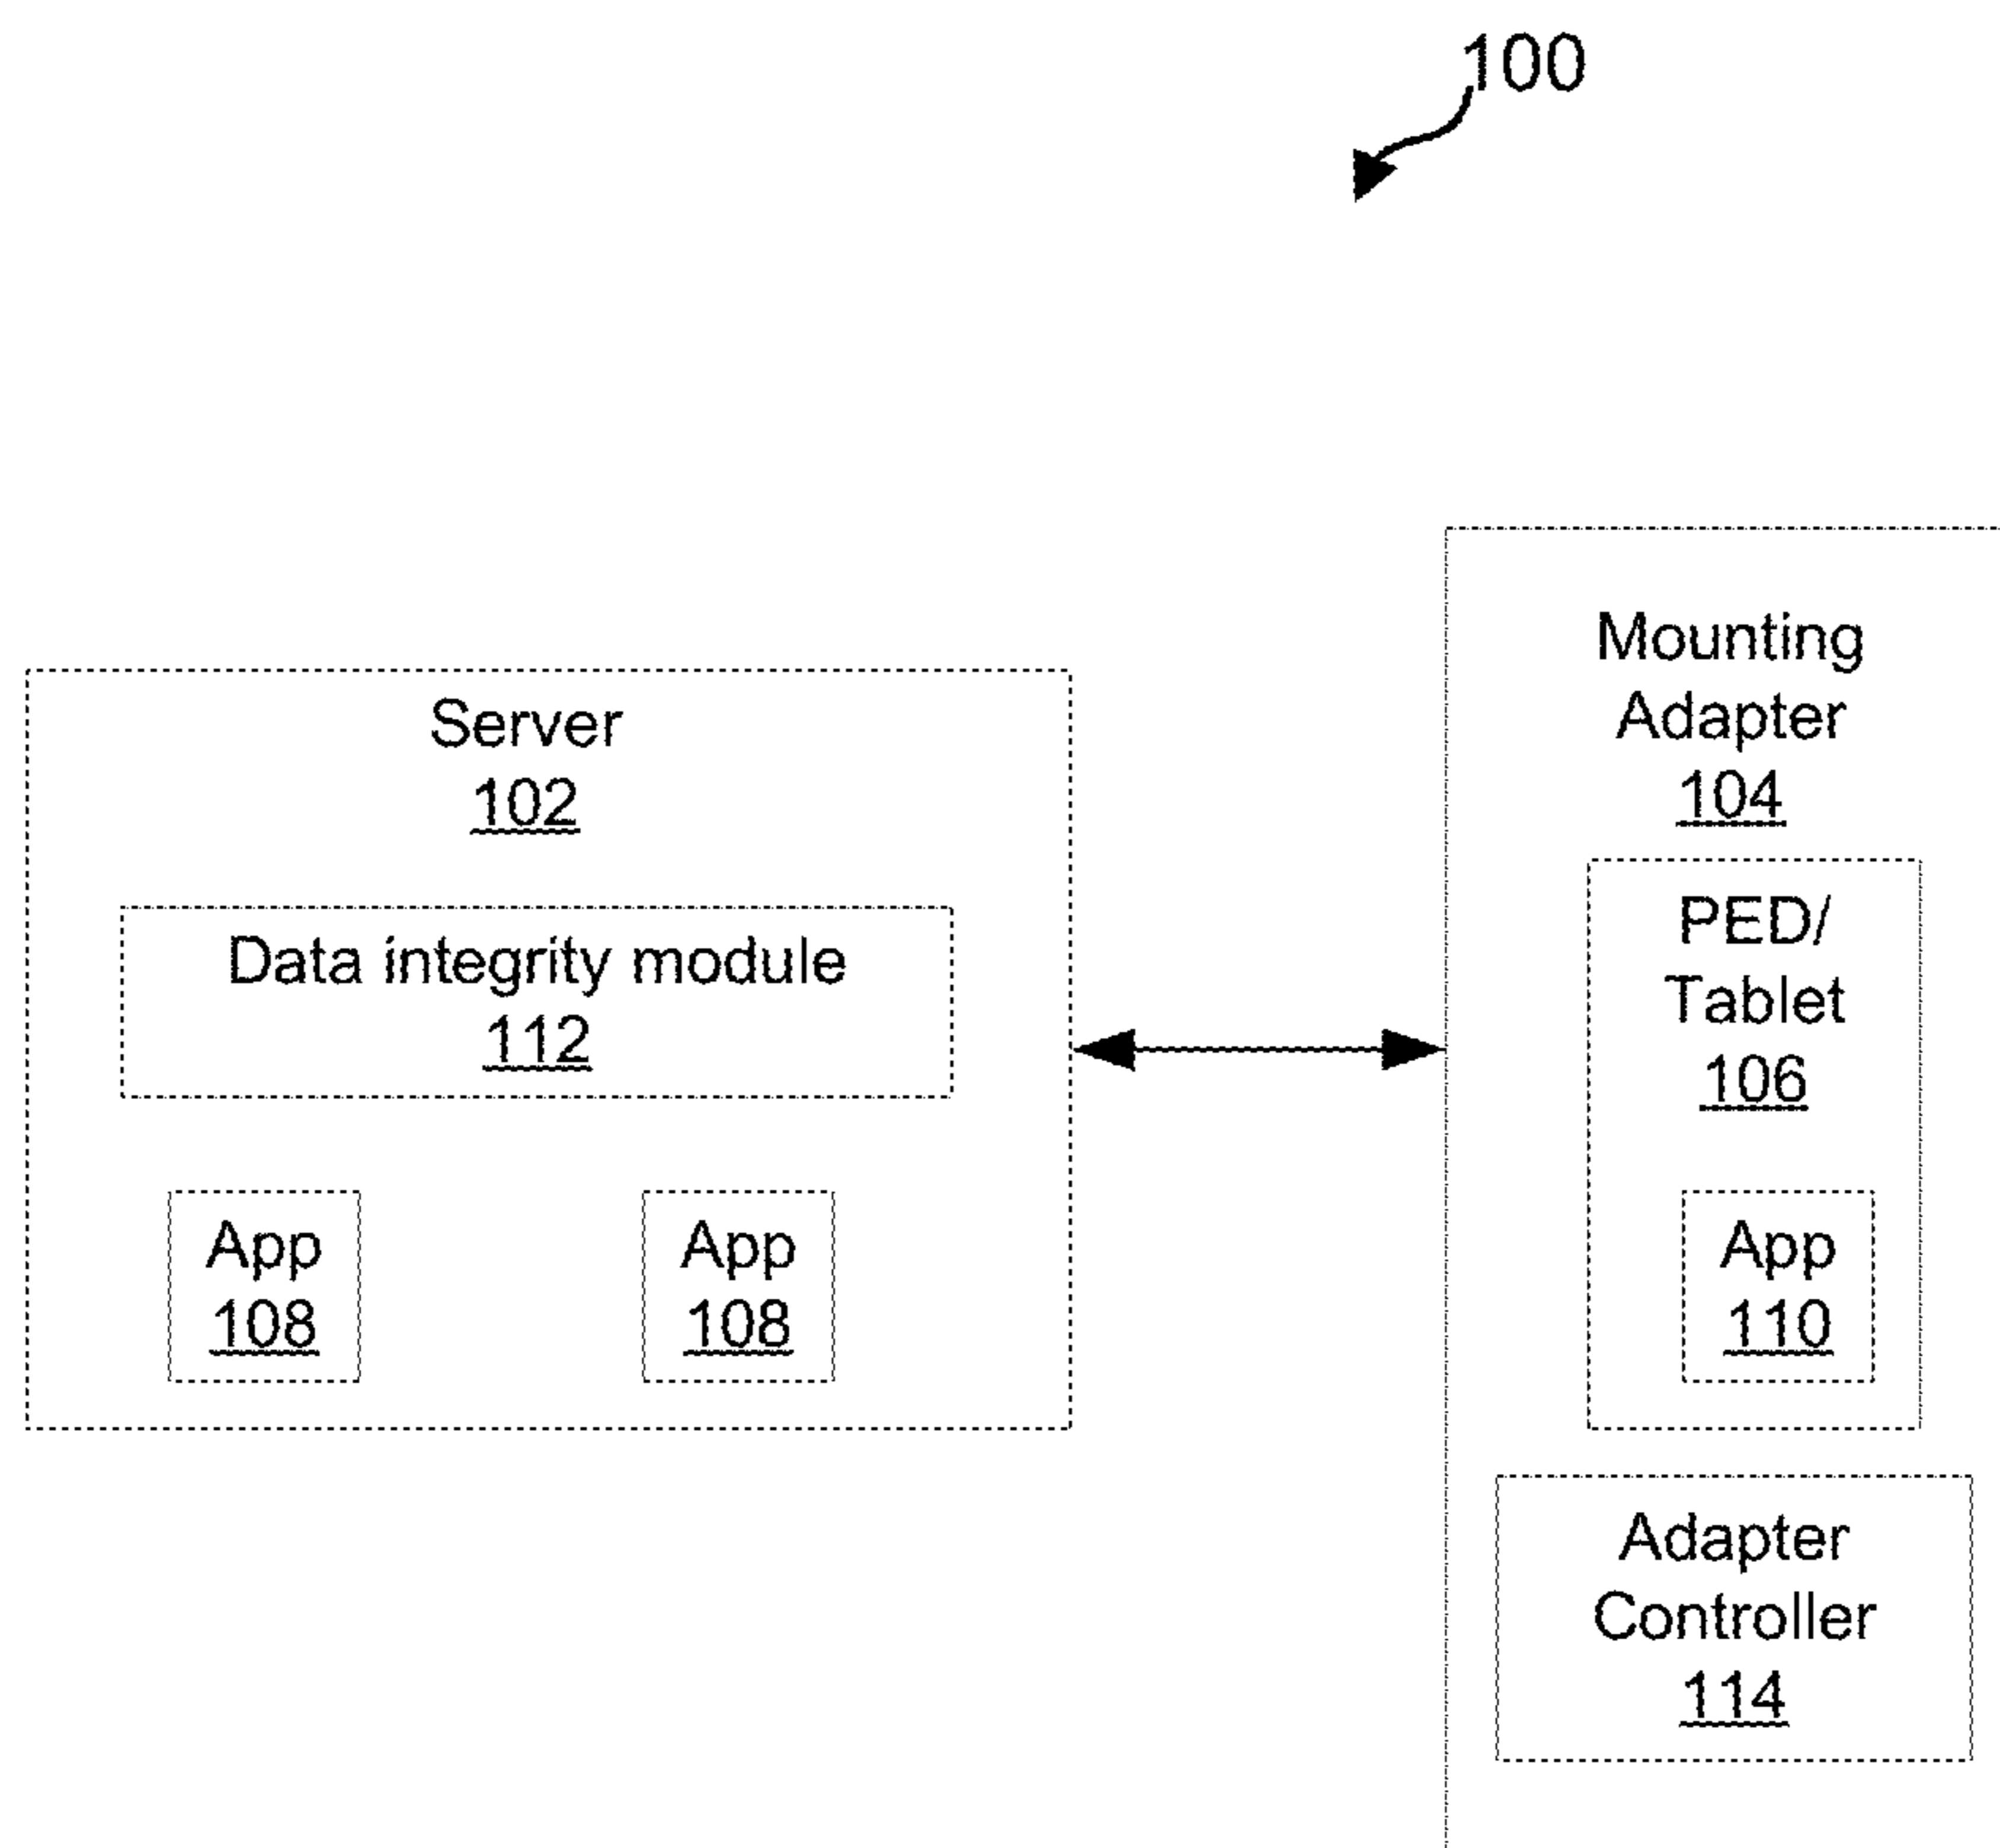 100
Server
102
Data integrity module
112
App
108
App
108
Mounting
Adapter
104
PED/
Tablet
106
App
110
Adapter
Controller
114